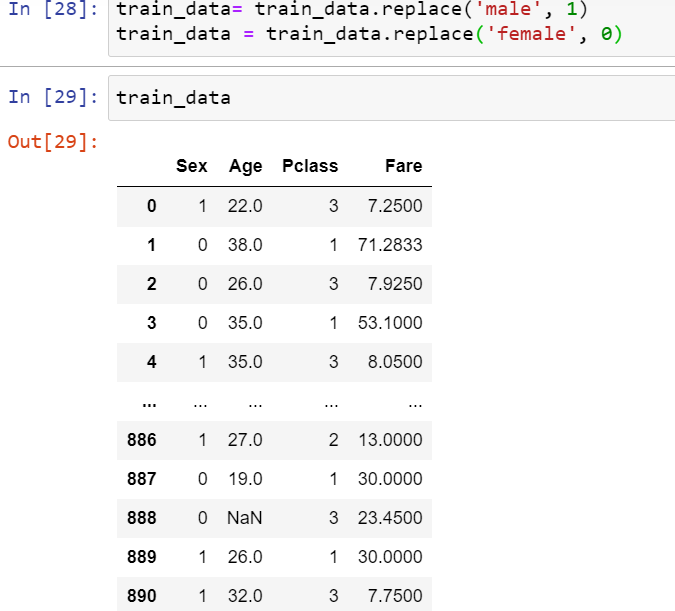 In [28]: train_data= train_data.replace('male', 1)
train_data = train_data.replace('female', 0)
In [29]: train_data
Out[29]:
Sex Age Pclass Fare
0 1 22.0 3 7.2500
1 0 38.0 1 71.2833
2 0 26.0 3 7.9250
3 0 35.0 1 53.1000
4 1 35.0 3 8.0500
... ... ... ... ...
886 1 27.0 2 13.0000
887 0 19.0 1 30.0000
888 0 NaN 3 23.4500
889 1 26.0 1 30.0000
890 1 32.0 3 7.7500